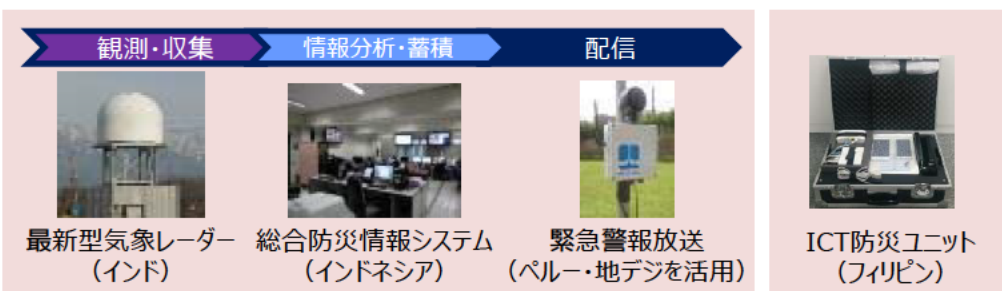 観測・収集
情報分析・蓄積
配信
最新型気象レーダー
（インド）
総合防災情報システム
（インドネシア）
緊急警報放送
（ペルー・地デジを活用）
ICT防災ユニット
（フィリピン）